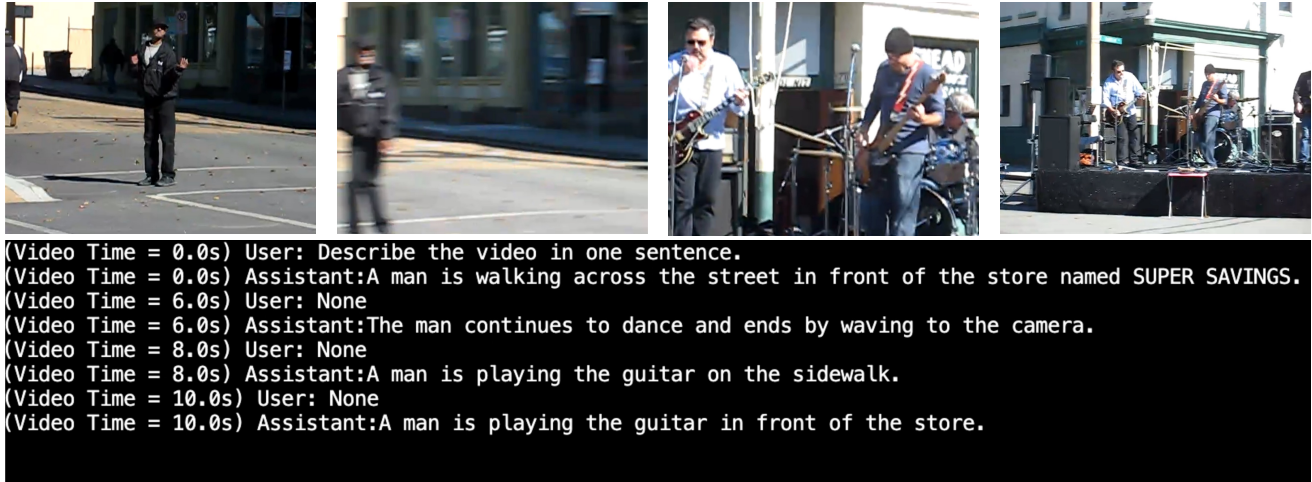 HEAD
(Video Time = 0.0s) User: Describe the video in one sentence.
(Video Time = 0.0s) Assistant:A man is walking across the street in front of the store named SUPER SAVINGS.
(Video Time = 6.0s) User: None
(Video Time = 6.0s) Assistant:The man continues to dance and ends by waving to the camera.
(Video Time = 8.0s) User: None
(Video Time = 8.0s) Assistant:A man is playing the guitar on the sidewalk.
(Video Time = 10.0s) User: None
(Video Time = 10.0s) Assistant:A man is playing the guitar in front of the store.